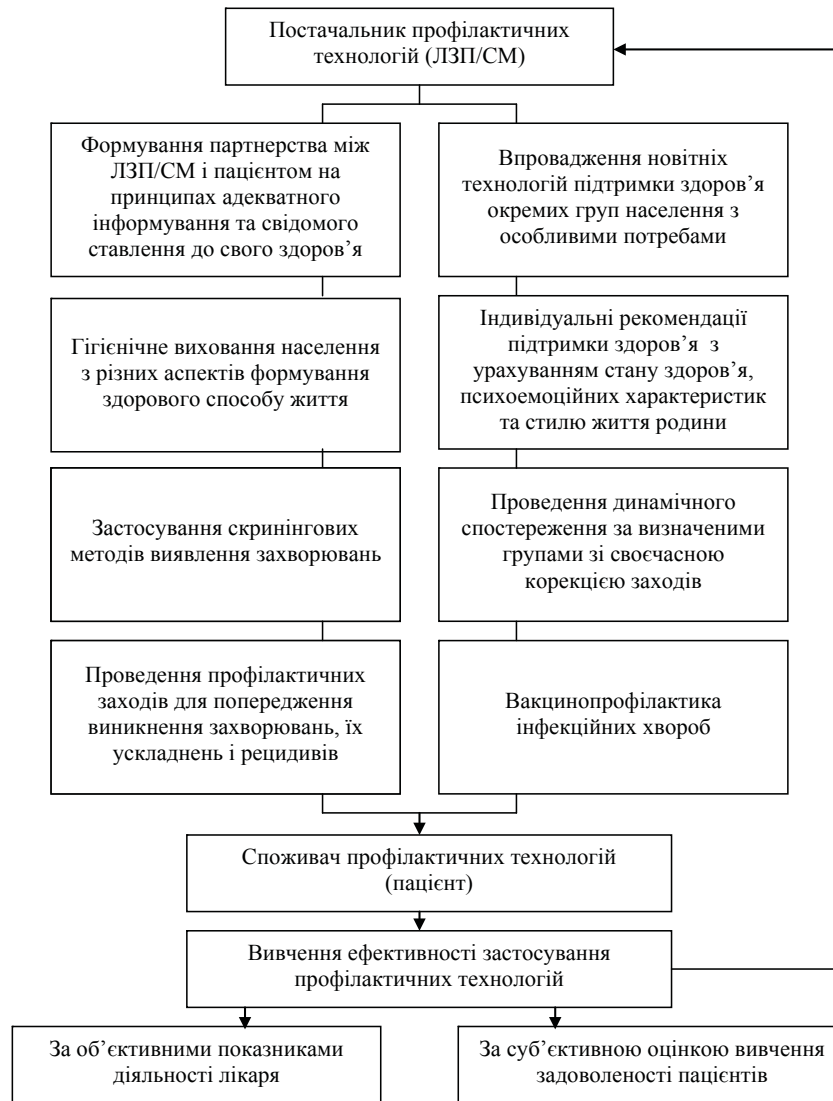 Постачальник профілактичних
технологій (ЛЗП/СМ)
Формування партнерства між
ЛЗП/СМ і пацієнтом на
принципах адекватного
інформування та свідомого
ставлення до свого здоров’я
Впровадження новітніх
технологій підтримки здоров’я
окремих груп населення з
особливими потребами
Гігієнічне виховання населення
з різних аспектів формування
здорового способу життя
Індивідуальні рекомендації
підтримки здоров’я з
урахуванням стану здоров’я,
психоемоційних характеристик
та стилю життя родини
Застосування скринінгових
методів виявлення захворювань
Проведення динамічного
спостереження за визначеними
групами зі своєчасною
корекцією заходів
Проведення профілактичних
заходів для попередження
виникнення захворювань, їх
ускладнень і рецидивів
Вакцинопрофілактика
інфекційних хвороб
Споживач профілактичних технологій
(пацієнт)
Вивчення ефективності застосування
профілактичних технологій
За об’єктивними показниками
діяльності лікаря
За суб’єктивною оцінкою вивчення
задоволеності пацієнтів